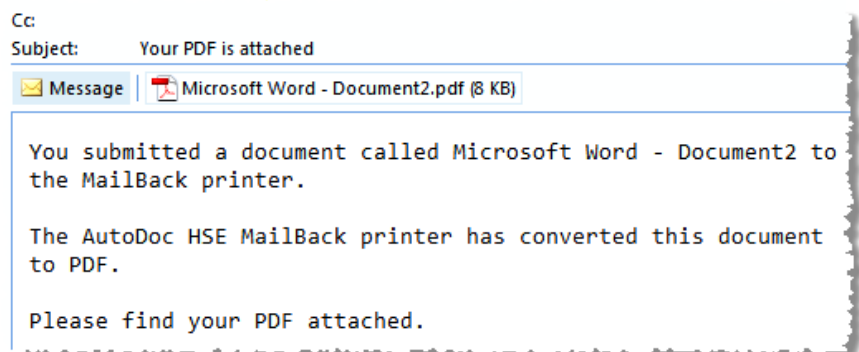 Cc:
Subject: Your PDF is attached
Message Microsoft Word - Document2.pdf (8 KB)
You submitted a document called Microsoft Word - Document2 to
the MailBack printer.
The AutoDoc HSE MailBack printer has converted this document
to PDF.
Please find your PDF attached.